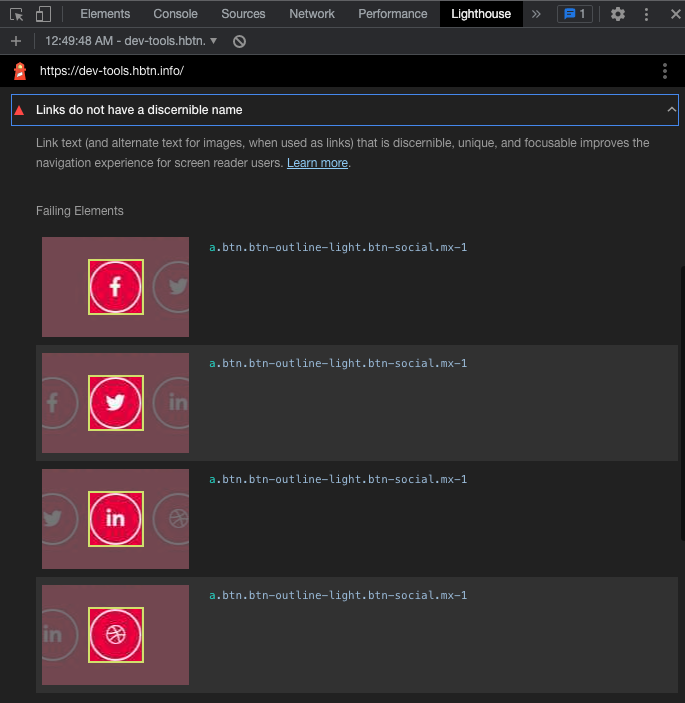 Elements Console Sources Network Performance Lighthouse » 1
12:49:48 AM - dev-tools.hbtn.
https://dev-tools.hbtn.info/
Links do not have a discernible name
Link text (and alternate text for images, when used as links) that is discernible, unique, and focusable improves the
navigation experience for screen reader users. Learn more.
Failing Elements
a.btn.btn-outline-light.btn-social.mx-1
a.btn.btn-outline-light.btn-social.mx-1
a.btn.btn-outline-light.btn-social.mx-1
a.btn.btn-outline-light.btn-social.mx-1